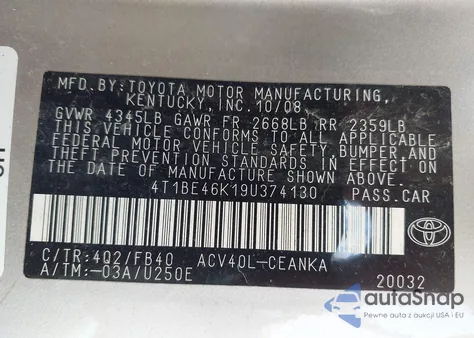 MFD. BY: TOYOTA MOTOR MANUFACTURING,
KENTUCKY, INC. 10/08
GVWR 4345LB GAWR FR 2668LB RR 2359LB
THIS VEHICLE CONFORMS TO ALL APPLICABLE
FEDERAL MOTOR VEHICLE SAFETY, BUMPER, AND
THEFT PREVENTION STANDARDS IN EFFECT ON
THE DATE OF MANUFACTURE SHOWN ABOVE.
4T1BE46K19U374130 PASS. CAR
C/TR: 4Q2/FB40 ACV40L-CEANKA
A/TM: -03A/U250E 20032
TOYOTA
autaSnap
Pewne auta z USA i EU